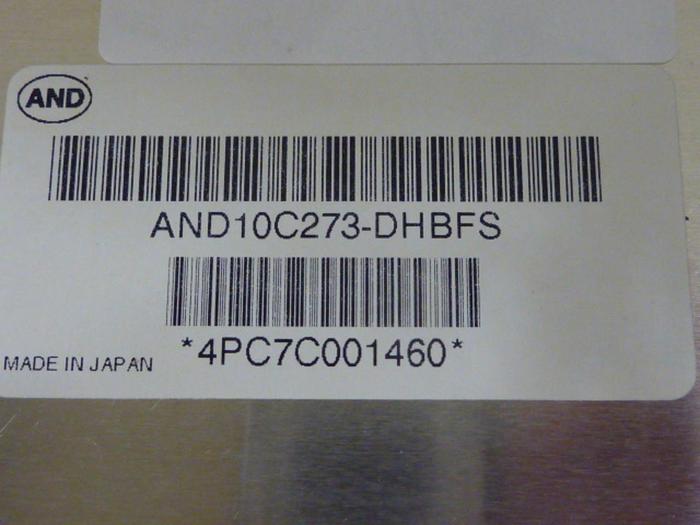 AND
AND10C273-DHBFS
*4PC7C001460*
MADE IN JAPAN